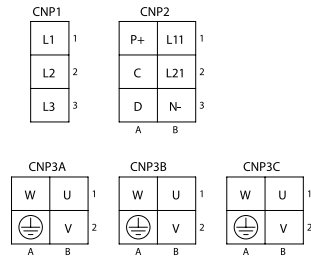 CNP1 CNP2
L1 1 P+ L11 1
L2 2 C L21 2
L3 3 D N- 3
A B
CNP3A CNP3B CNP3C
W U 1 W U 1 W U 1
V 2 V 2 V 2
A B A B A B